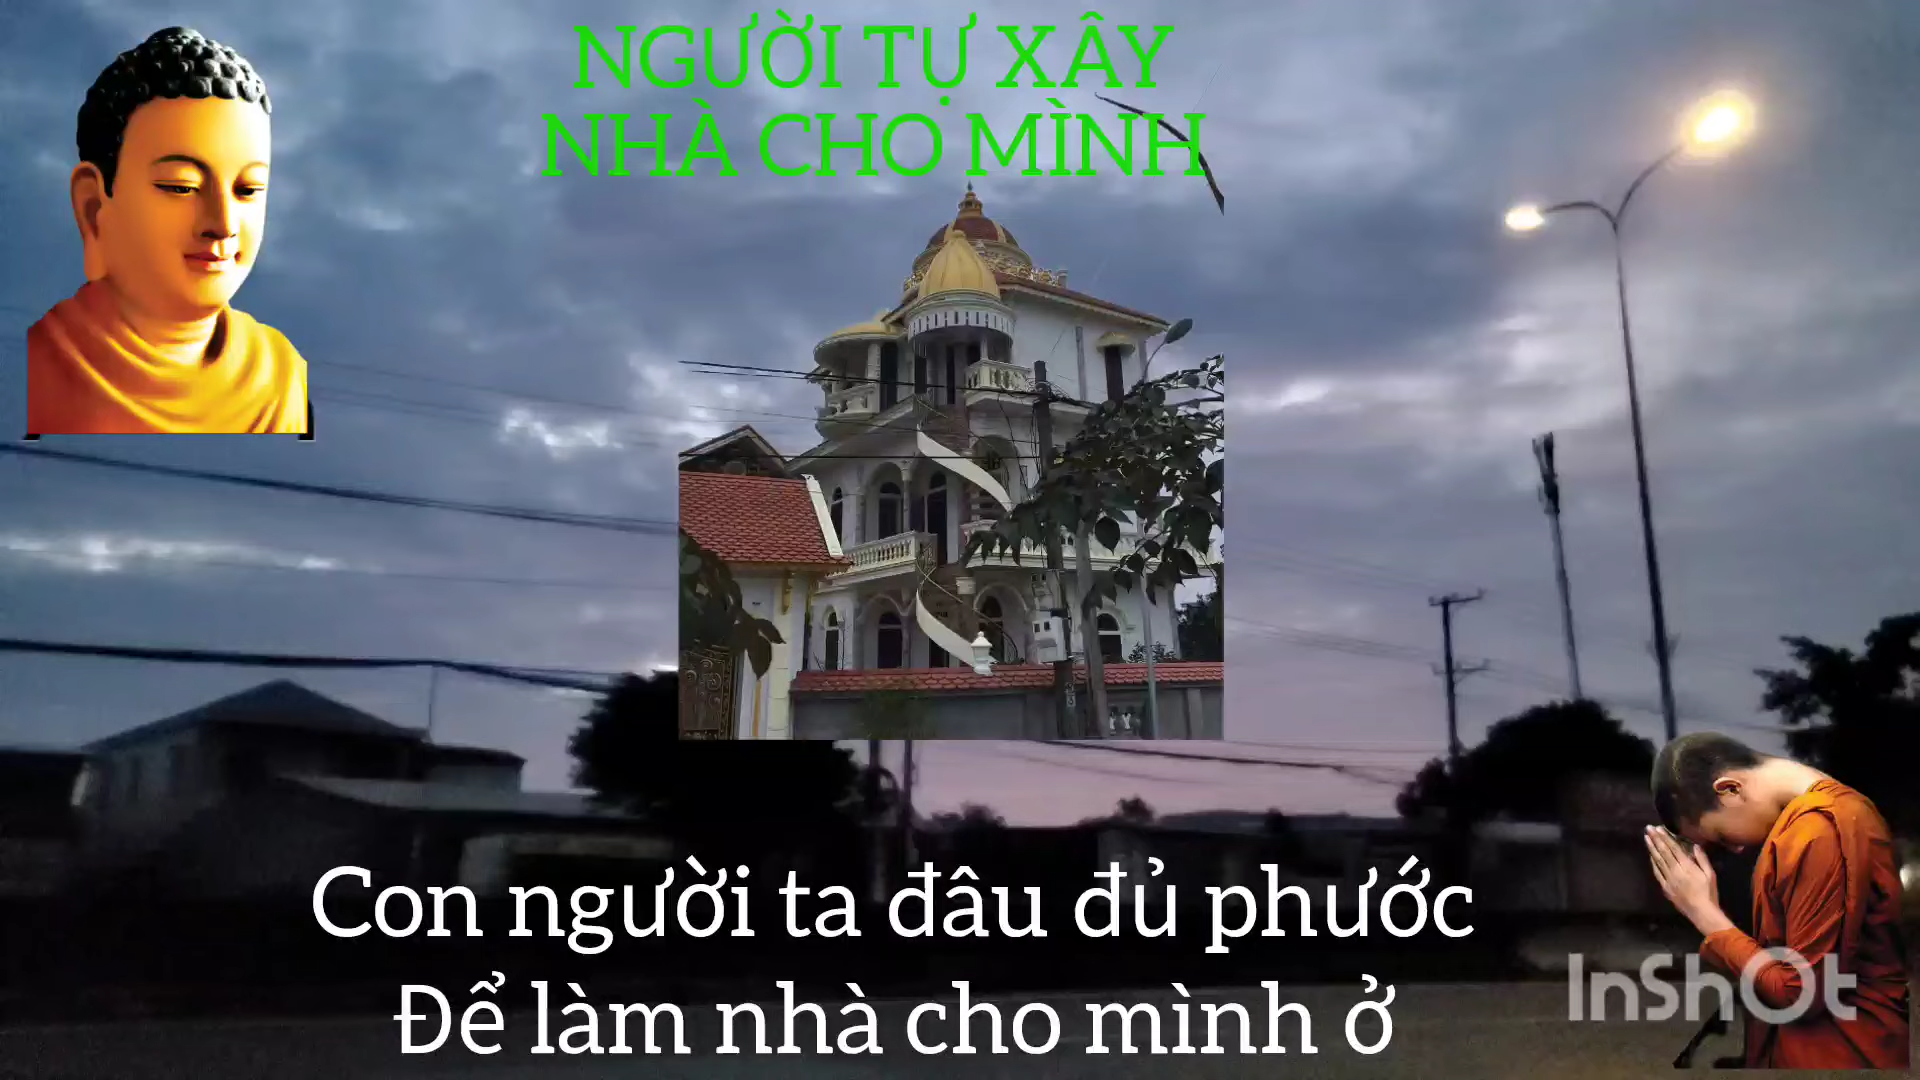 NGƯỜI TỰ XÂY
NHÀ CHO MÌNH
Con người ta đâu đủ phước
Để làm nhà cho mình ở
InShOt